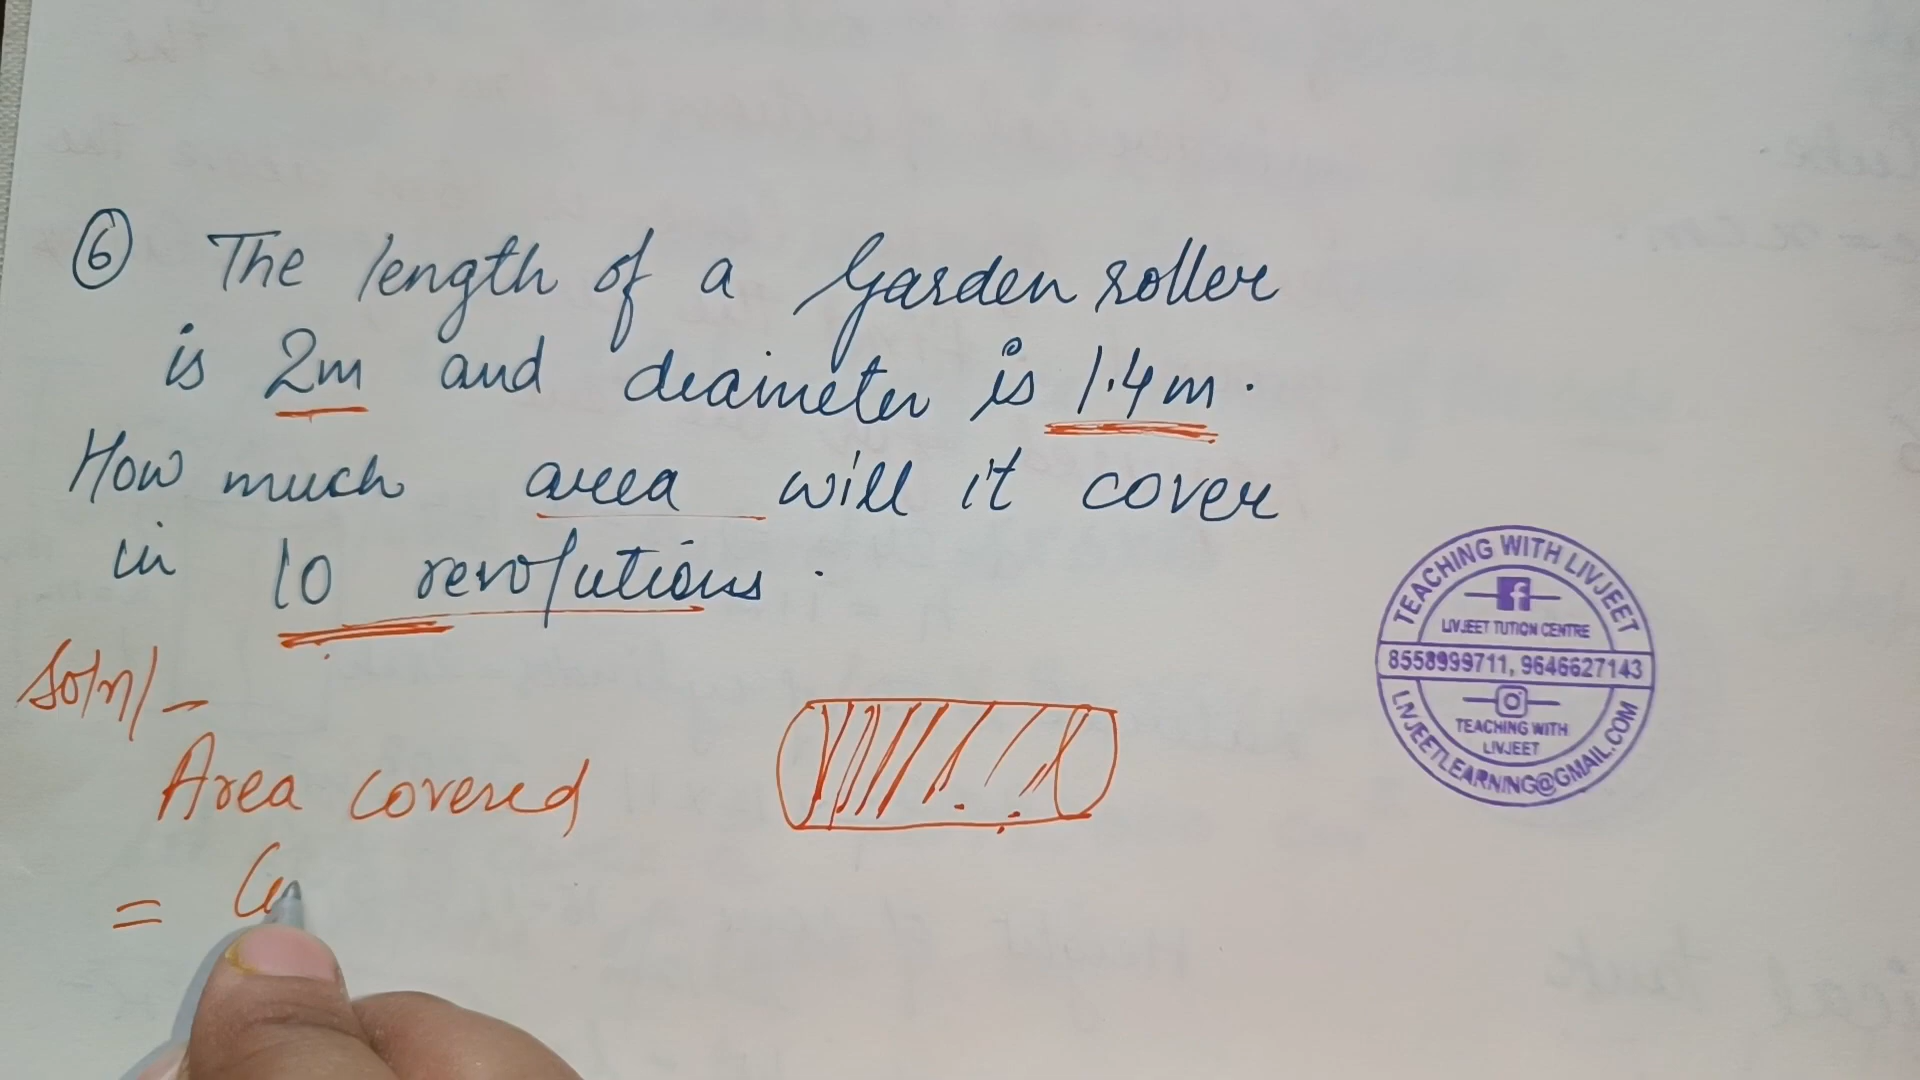 6 The length of a Garden roller
is 2m and deaimeter is 1.4m.
How much area will it cover
in 10 revolutions.
Soln/-
Area covered
=
TEACHING WITH LIVJEET
LIVJEET TUTION CENTRE
8558999711, 9646627143
TEACHING WITH
LIVJEET
LIVJEETLEARNING@GMAIL.COM